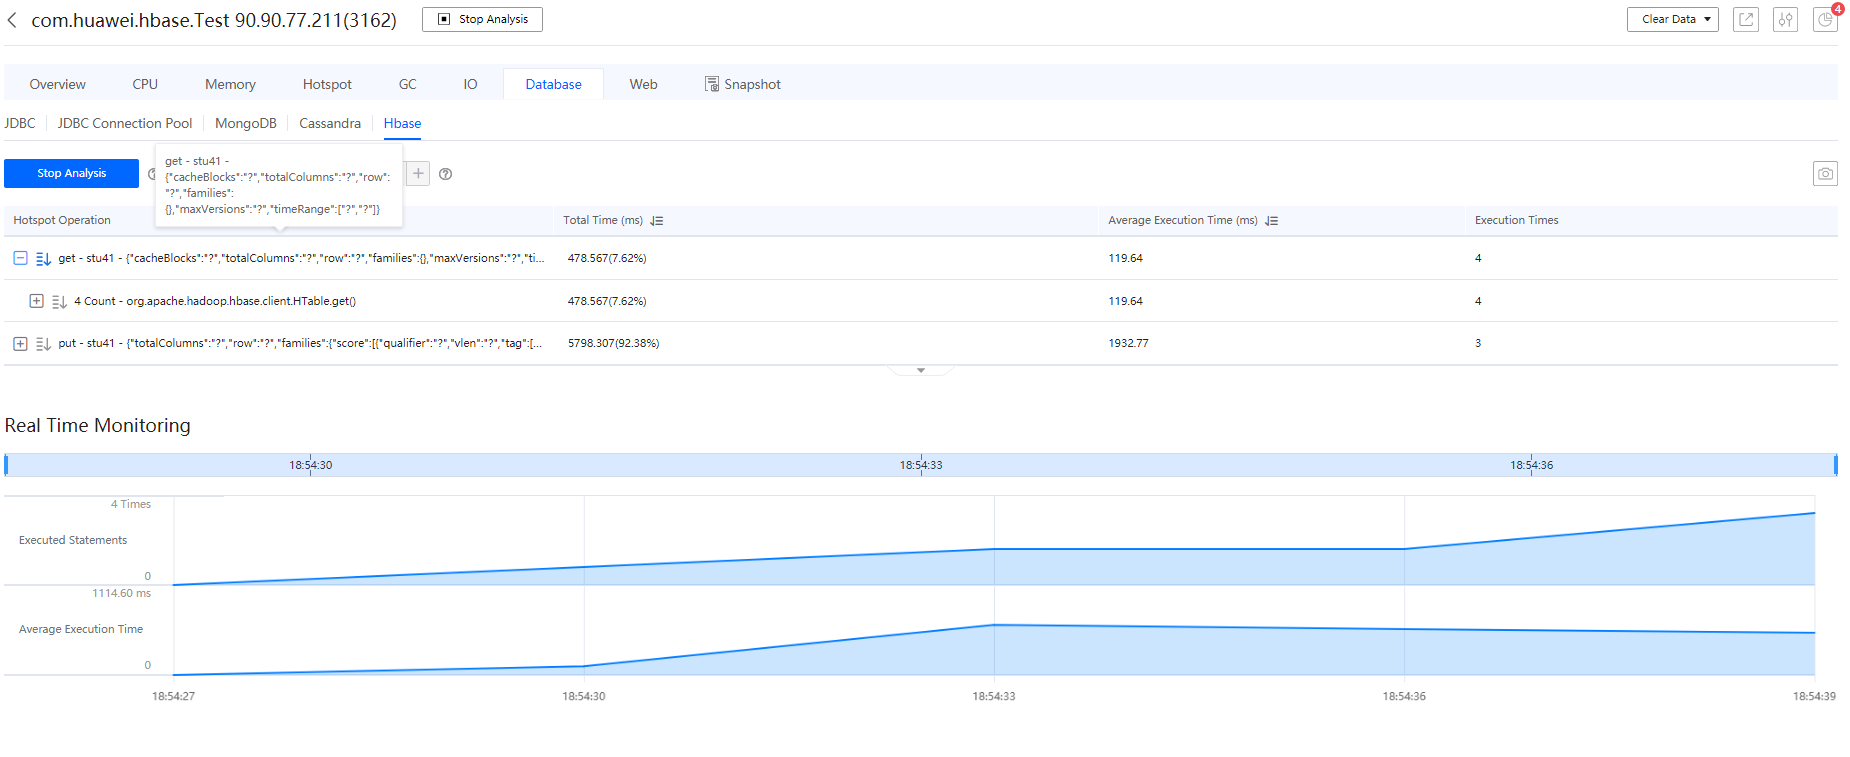 com.huawei.hbase.Test 90.90.77.211(3162)
Stop Analysis
Clear Data
4
Overview
CPU
Memory
Hotspot
GC
IO
Database
Web
Snapshot
JDBC
JDBC Connection Pool
MongoDB
Cassandra
Hbase
Stop Analysis
get - stu41 -
{"cacheBlocks":"?","totalColumns":"?","row":
"?","families":
{},"maxVersions":"?","timeRange":["?","?"]}
Hotspot Operation
Total Time (ms)
Average Execution Time (ms)
Execution Times
get - stu41 - {"cacheBlocks":"?","totalColumns":"?","row":"?","families":{},"maxVersions":"?","ti...
478.567(7.62%)
119.64
4
4 Count - org.apache.hadoop.hbase.client.HTable.get()
478.567(7.62%)
119.64
4
put - stu41 - {"totalColumns":"?","row":"?","families":{"score":[{"qualifier":"?","vlen":"?","tag":[...
5798.307(92.38%)
1932.77
3
Real Time Monitoring
18:54:30
18:54:33
18:54:36
4 Times
Executed Statements
0
1114.60 ms
Average Execution Time
0
18:54:27
18:54:30
18:54:33
18:54:36
18:54:39